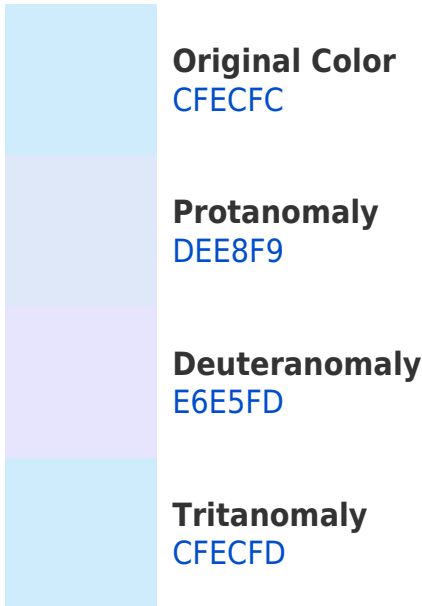 Original Color
CFECFC
Protanomaly
DEE8F9
Deuteranomaly
E6E5FD
Tritanomaly
CFECFD